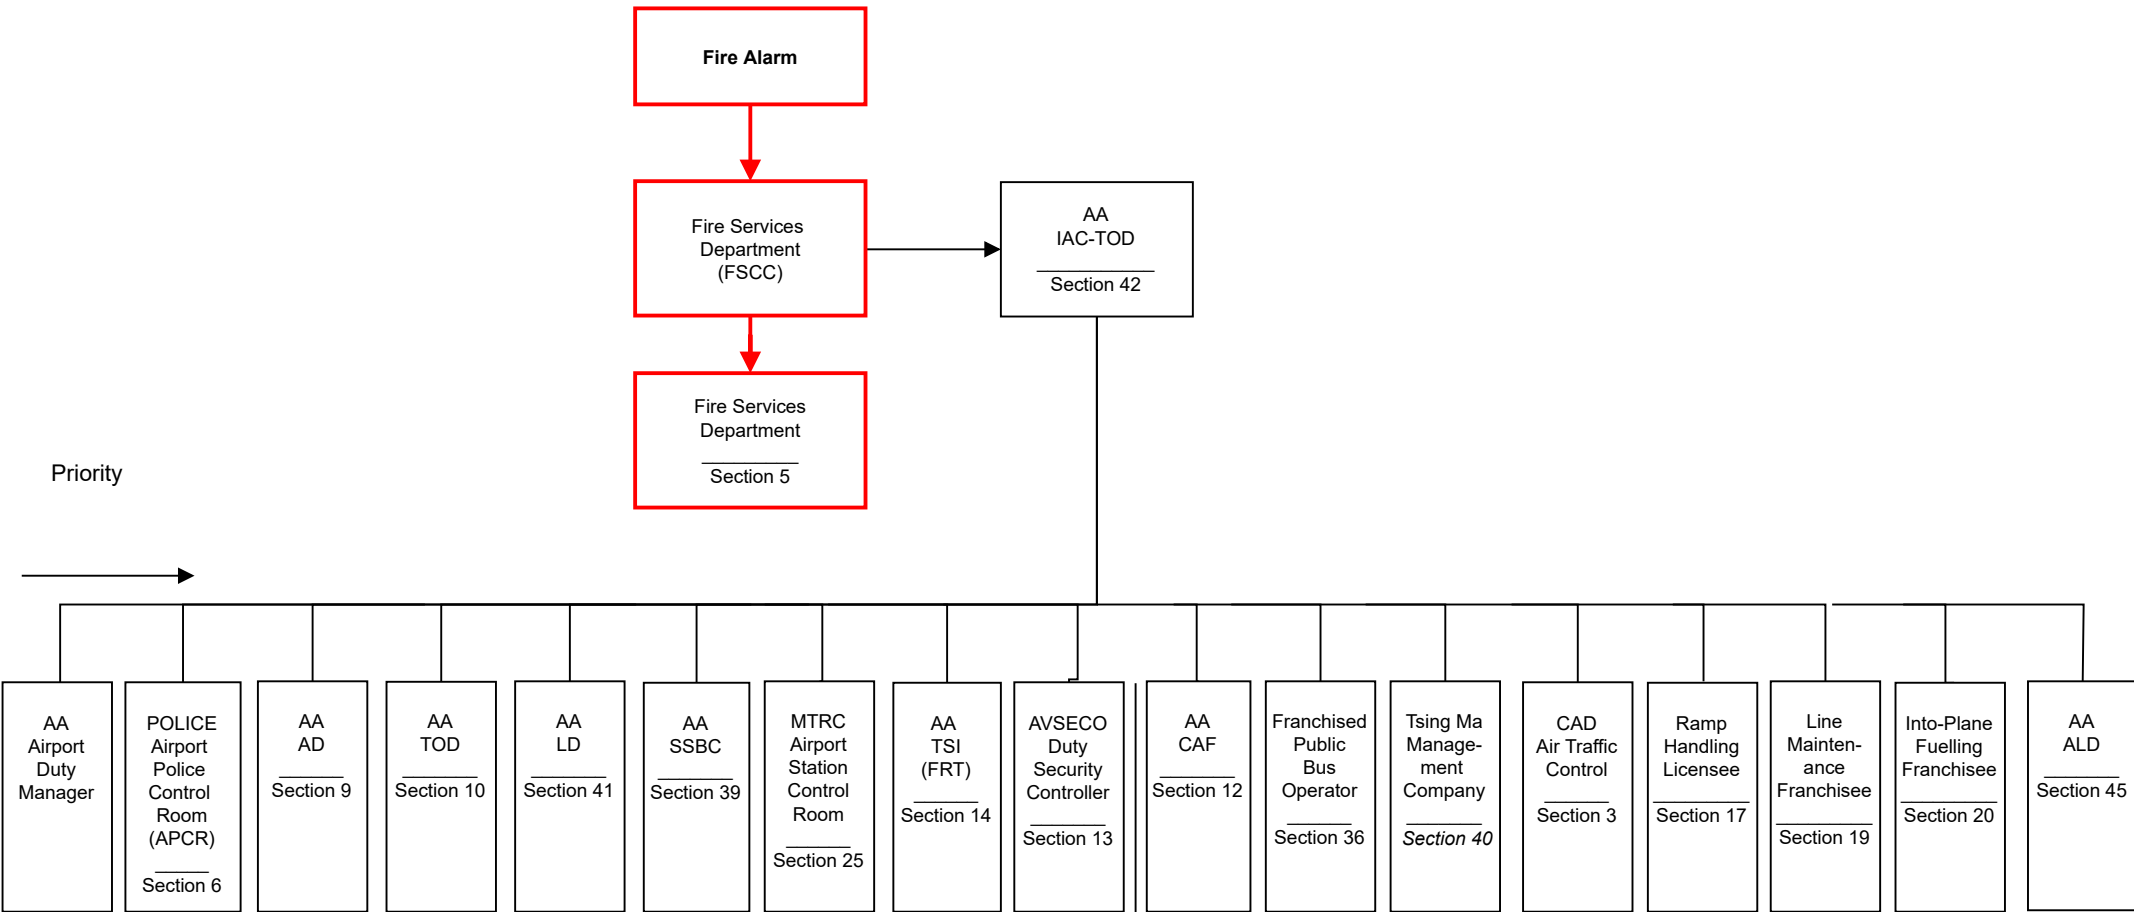 Fire Alarm
Fire Services
Department
(FSCC)
AA
IAC-TOD
Section 42
Fire Services
Department
Section 5
Priority
AA
Airport
Duty
Manager
POLICE
Airport
Police
Control
Room
(APCR)
Section 6
AA
AD
Section 9
AA
TOD
Section 10
AA
LD
Section 41
AA
SSBC
Section 39
MTRC
Airport
Station
Control
Room
Section 25
AA
TSI
(FRT)
Section 14
AVSECO
Duty
Security
Controller
Section 13
AA
CAF
Section 12
Franchised
Public
Bus
Operator
Section 36
Tsing Ma
Manage-
ment
Company
Section 40
CAD
Air Traffic
Control
Section 3
Ramp
Handling
Licensee
Section 17
Line
Mainten-
ance
Franchisee
Section 19
Into-Plane
Fuelling
Franchisee
Section 20
AA
ALD
Section 45